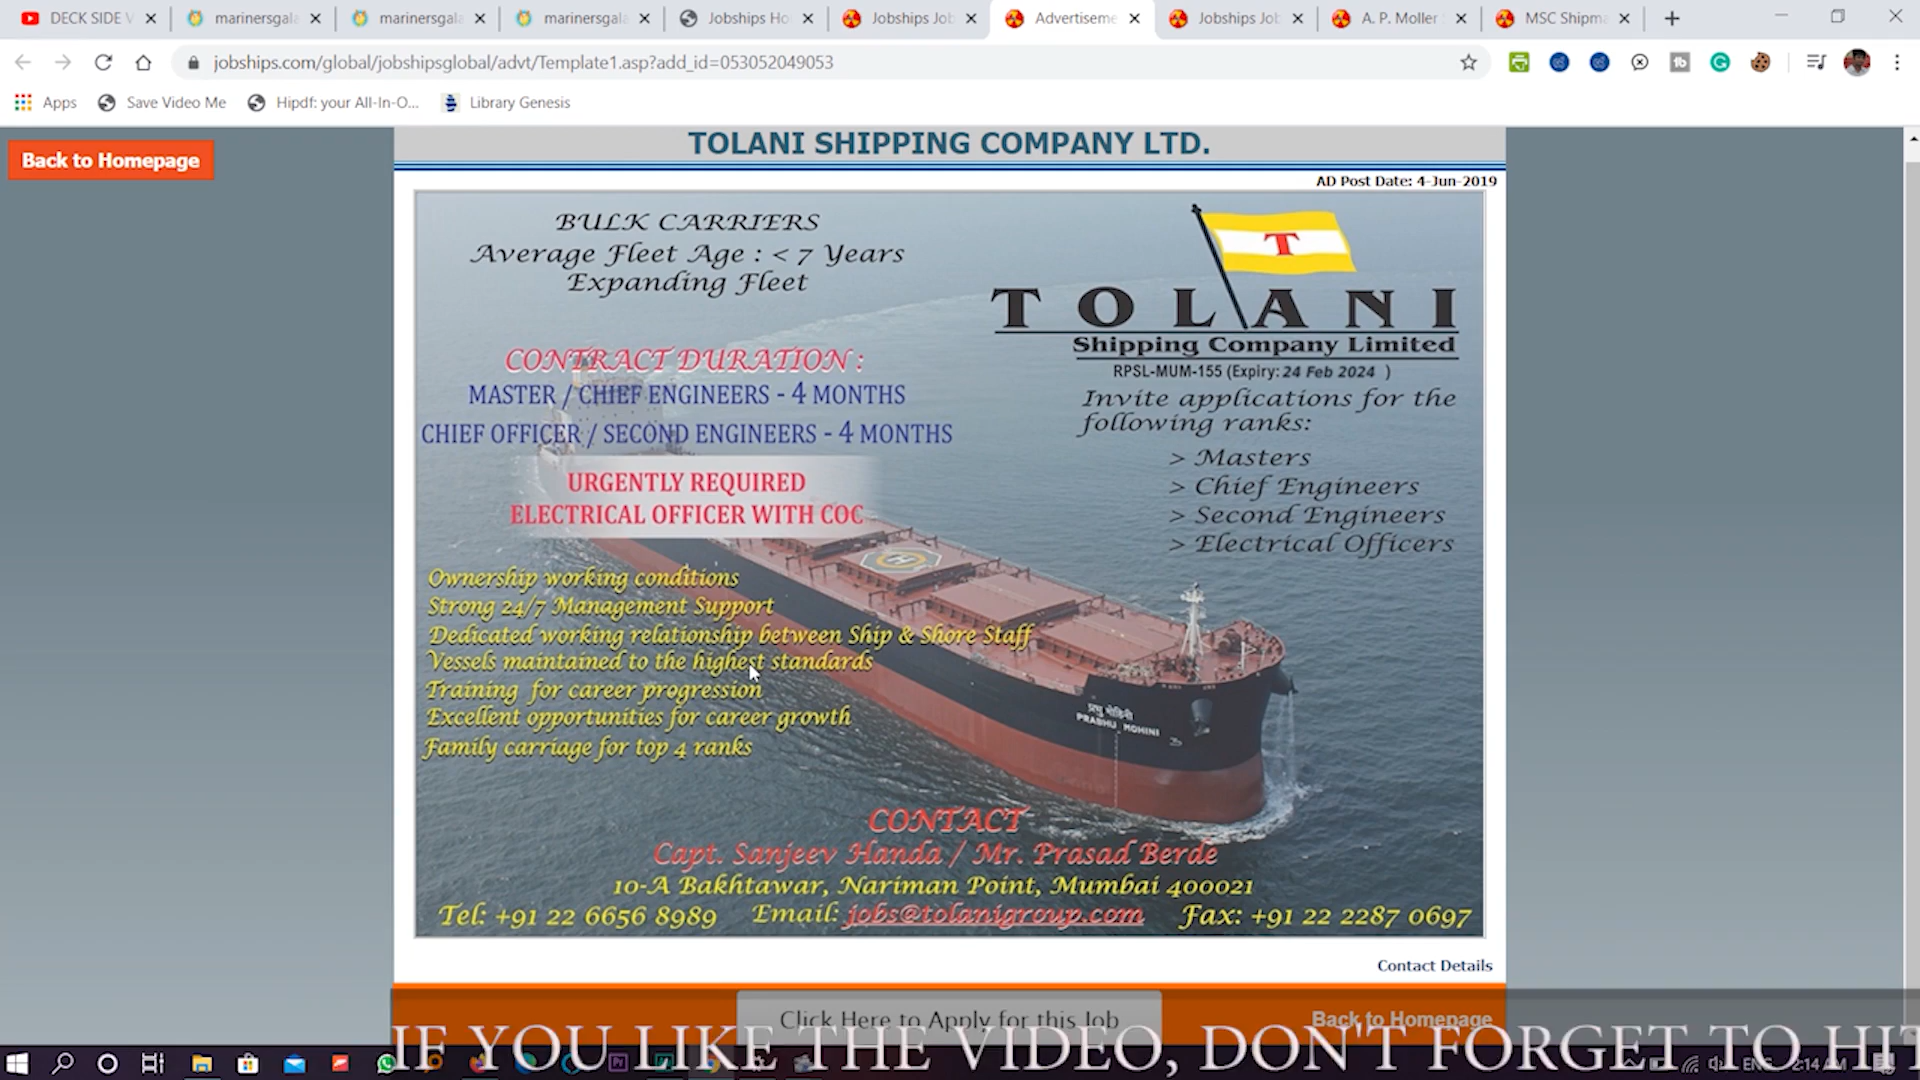 DECK SIDE V
marinersgala
marinersgala
marinersgala
Jobships Ho
Jobships Job
Advertiseme
Jobships Job
A. P. Moller
MSC Shipma
jobships.com/global/jobshipsglobal/advt/Template1.asp?add_id=053052049053
Apps
Save Video Me
Hipdf: your All-In-O...
Library Genesis
Back to Homepage
TOLANI SHIPPING COMPANY LTD.
AD Post Date: 4-Jun-2019
BULK CARRIERS
Average Fleet Age : < 7 Years
Expanding Fleet
T
TOLANI
Shipping Company Limited
RPSL-MUM-155 (Expiry: 24 Feb 2024 )
Invite applications for the
following ranks:
> Masters
> Chief Engineers
> Second Engineers
> Electrical Officers
CONTRACT DURATION :
MASTER / CHIEF ENGINEERS - 4 MONTHS
CHIEF OFFICER / SECOND ENGINEERS - 4 MONTHS
URGENTLY REQUIRED
ELECTRICAL OFFICER WITH COC
H
Ownership working conditions
Strong 24/7 Management Support
Dedicated working relationship between Ship & Shore Staff
Vessels maintained to the highest standards
Training for career progression
Excellent opportunities for career growth
Family carriage for top 4 ranks
प्रभु मोहिनी
PRABHU MOHINI
CONTACT
Capt. Sanjeev Handa / Mr. Prasad Berde
10-A Bakhtawar, Nariman Point, Mumbai 400021
Tel: +91 22 6656 8989 Email: jobs@tolanigroup.com Fax: +91 22 2287 0697
Contact Details
Click Here to Apply for this Job
Back to Homepage
IF YOU LIKE THE VIDEO, DON'T FORGET TO HIT
ENG 2:14 AM